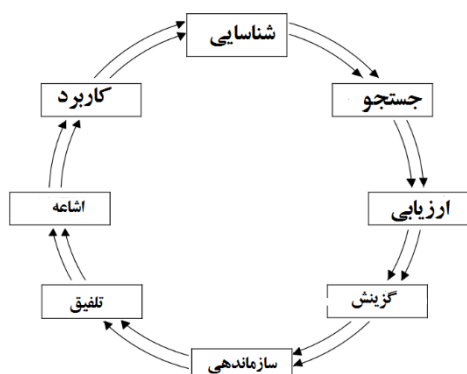 شناسایی
جستجو
ارزیابی
گزینش
سازماندهی
تلفیق
اشاعه
کاربرد